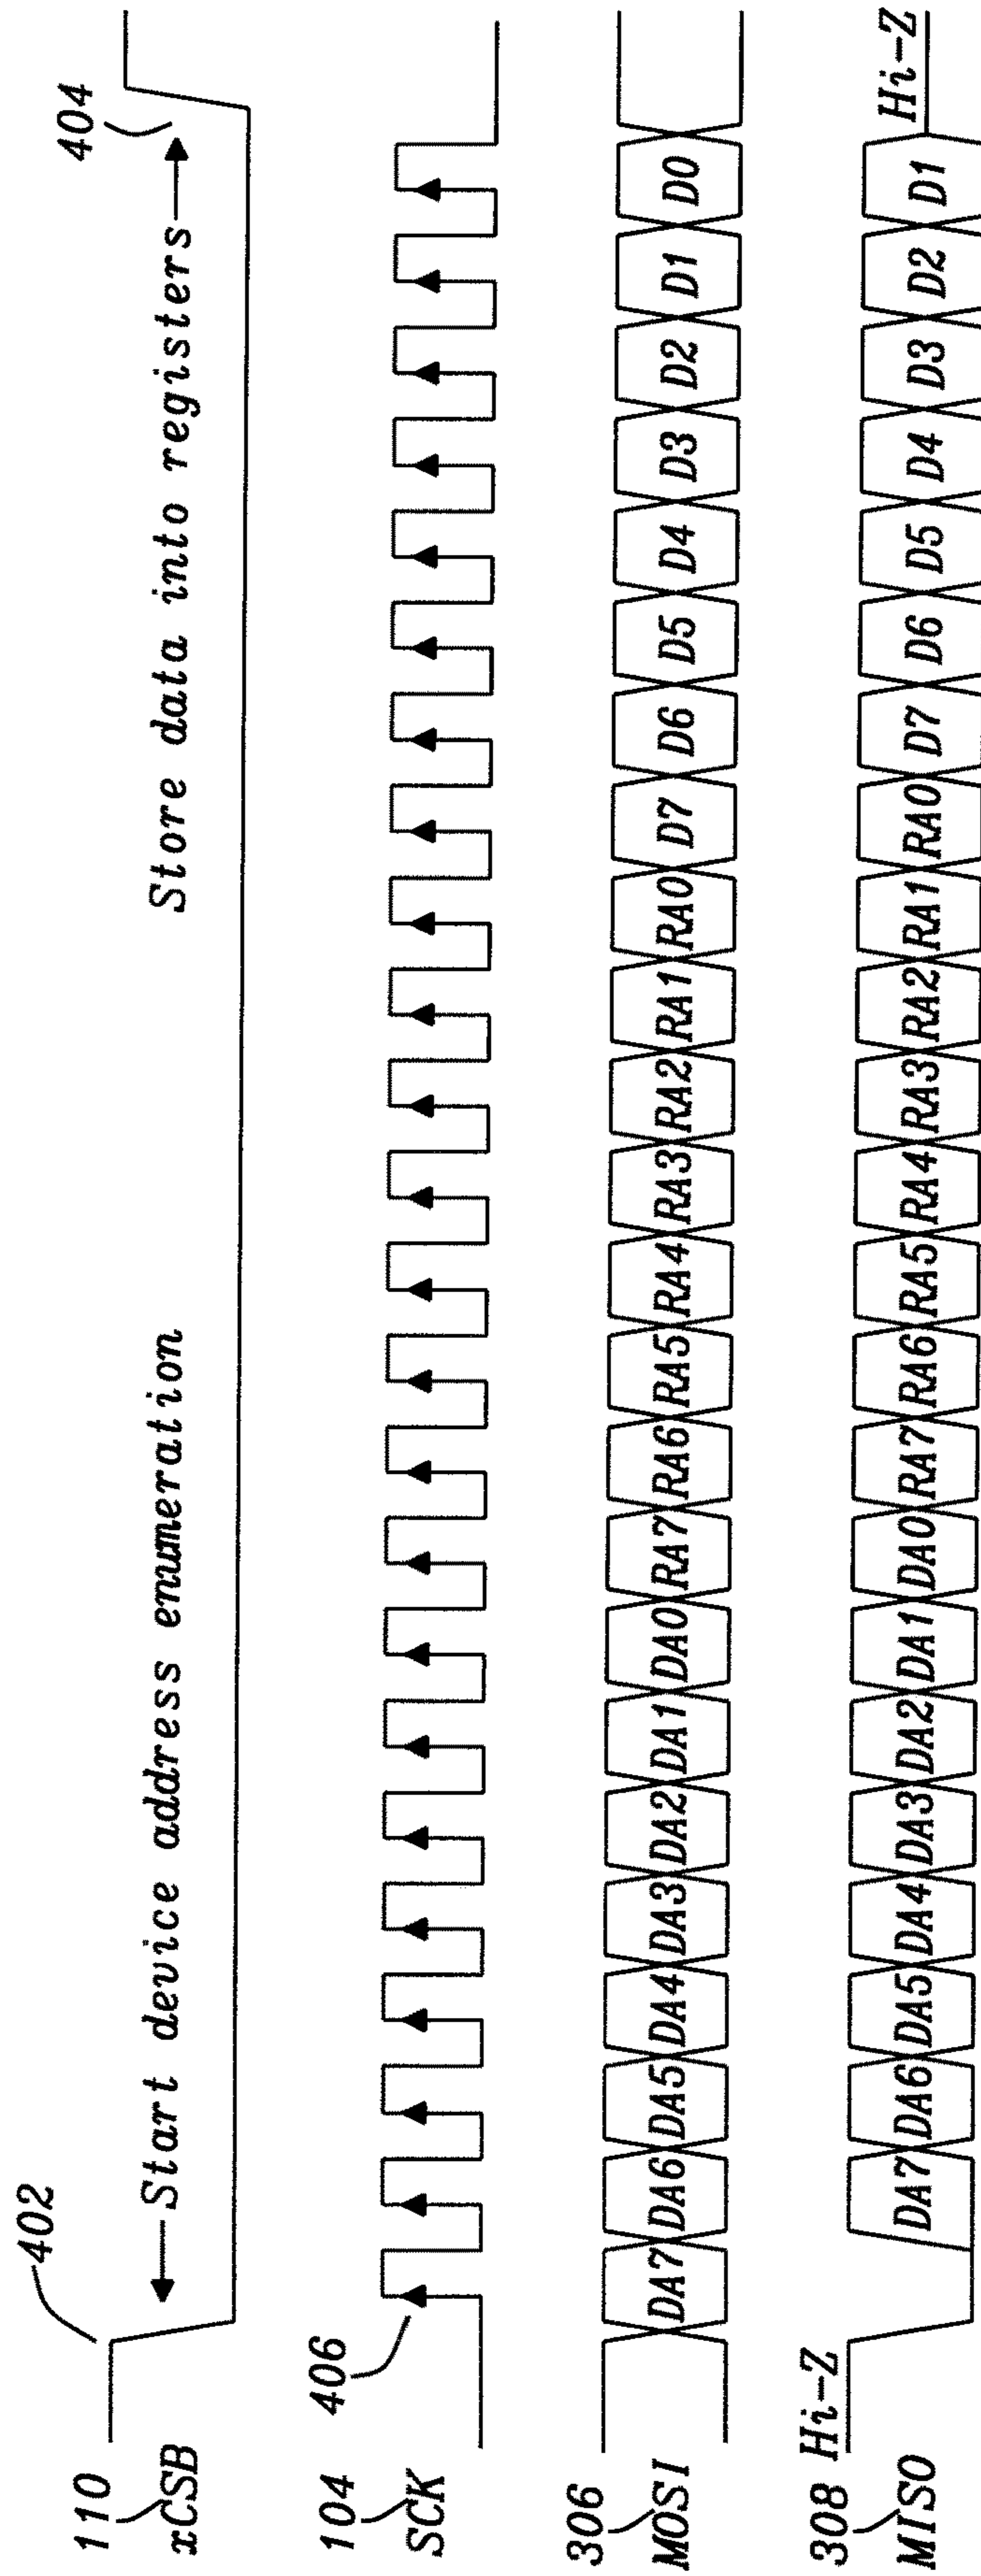 402
404
110
xCSB
Start device address enumeration
Store data into registers
104
SCK
406
306
MOSI
DA7 DA6 DA5 DA4 DA3 DA2 DA1 DA0 RA7 RA6 RA5 RA4 RA3 RA2 RA1 RA0 D7 D6 D5 D4 D3 D2 D1 D0
308
MISO
Hi-Z
DA7 DA6 DA5 DA4 DA3 DA2 DA1 DA0 RA7 RA6 RA5 RA4 RA3 RA2 RA1 RA0 D7 D6 D5 D4 D3 D2 D1
Hi-Z